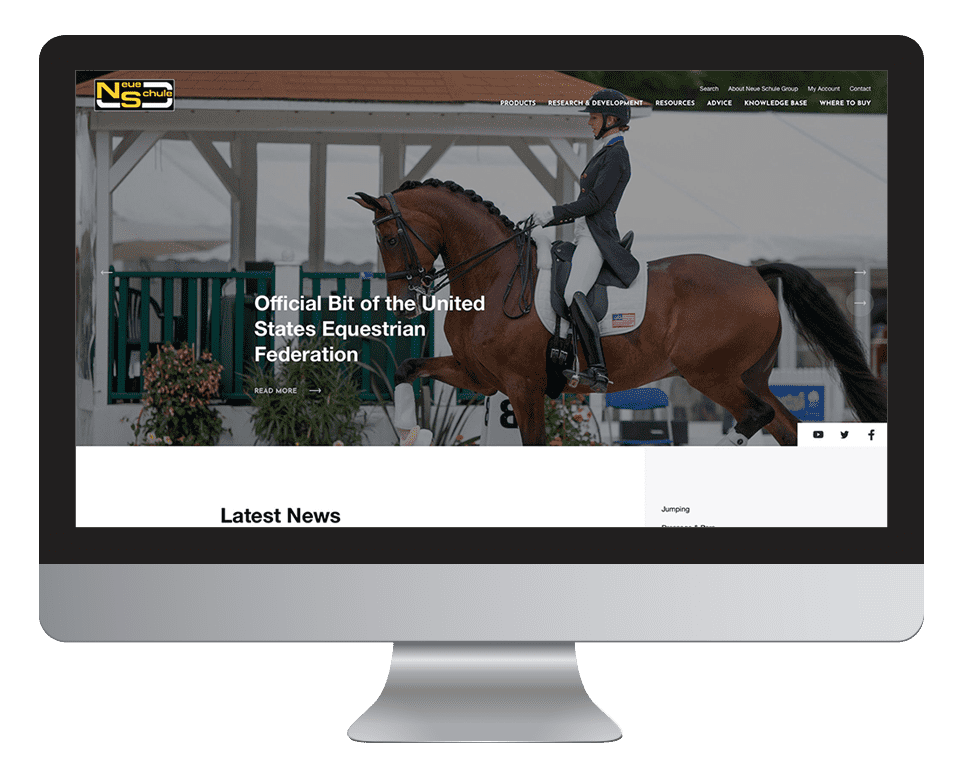 Neue
Schule
Search About Neue Schule Group My Account Contact
PRODUCTS RESEARCH & DEVELOPMENT RESOURCES ADVICE KNOWLEDGE BASE WHERE TO BUY
Official Bit of the United
States Equestrian
Federation
READ MORE
8
Latest News
Jumping